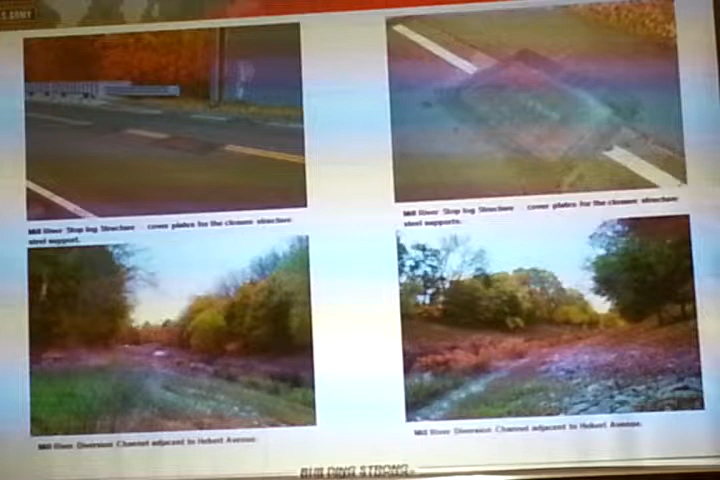 S ARMY
Mill River Stop log Structure - cover plates for the closure structure
steel support.
Mill River Stop log Structure - cover plates for the closure structure
steel supports.
Mill River Diversion Channel adjacent to Hebert Avenue.
Mill River Diversion Channel adjacent to Hebert Avenue.
BUILDING STRONG®